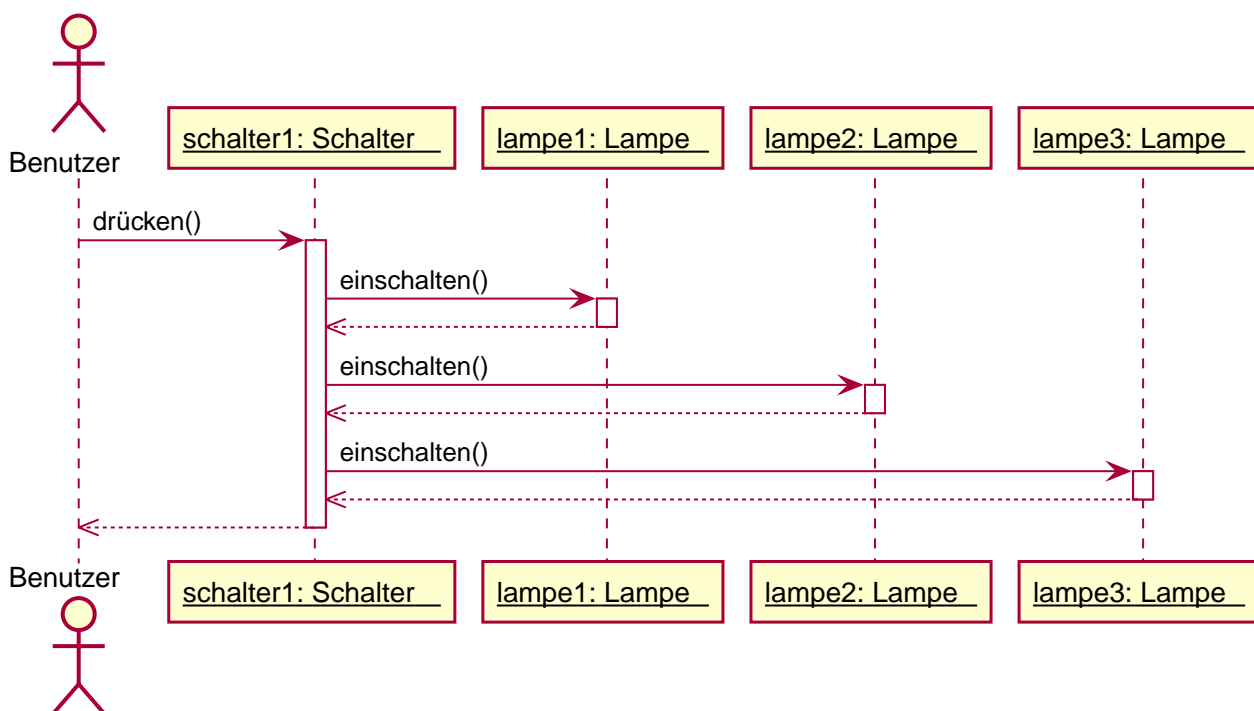 Benutzer
schalter1: Schalter
lampe1: Lampe
lampe2: Lampe
lampe3: Lampe
drücken()
einschalten()
einschalten()
einschalten()
Benutzer
schalter1: Schalter
lampe1: Lampe
lampe2: Lampe
lampe3: Lampe